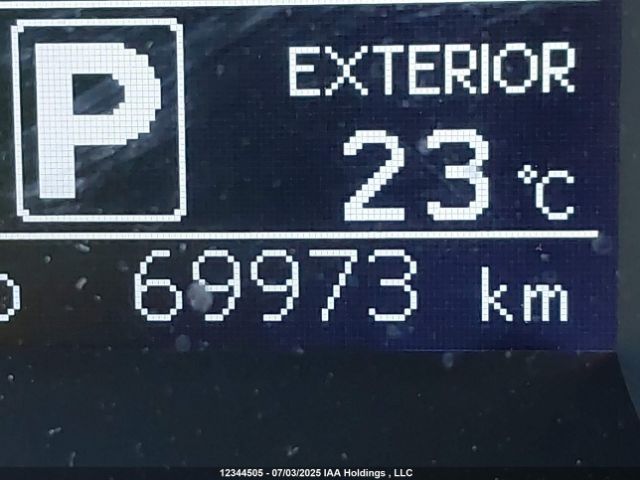 P
EXTERIOR
23 °C
69973 km
12344505 - 07/03/2025 IAA Holdings , LLC